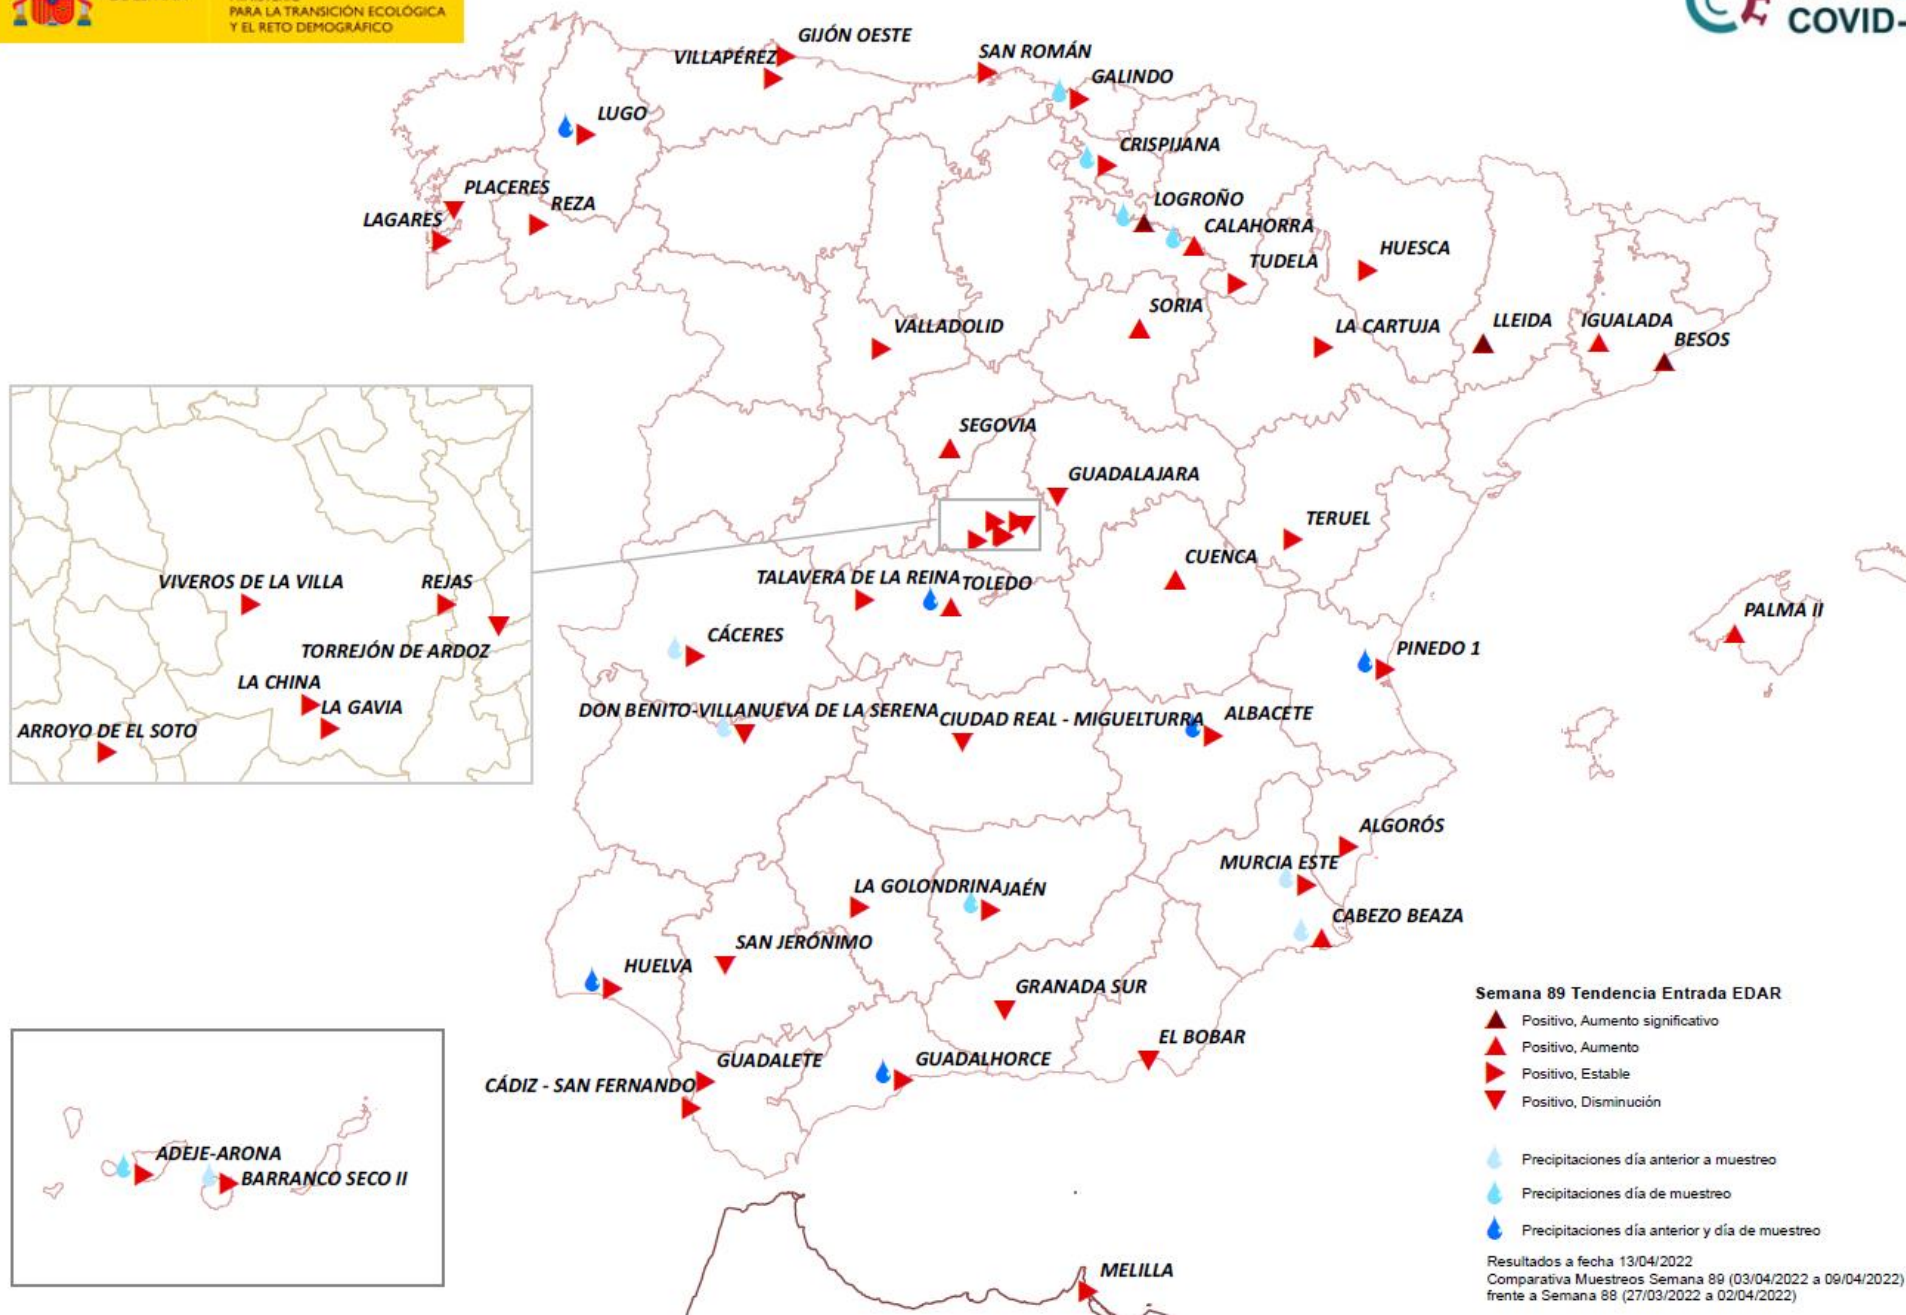 PARA LA TRANSICIÓN ECOLÓGICA
Y EL RETO DEMOGRÁFICO
COVID-
GIJÓN OESTE
VILLAPÉREZ
SAN ROMÁN
GALINDO
LUGO
CRISPIJANA
PLACERES
REZA
LAGARES
LOGROÑO
CALAHORRA
TUDELA
HUESCA
SORIA
VALLADOLID
LA CARTUJA
LLEIDA
IGUALADA
BESOS
SEGOVIA
GUADALAJARA
TERUEL
CUENCA
TALAVERA DE LA REINA
TOLEDO
VIVEROS DE LA VILLA
REJAS
TORREJÓN DE ARDOZ
LA CHINA
LA GAVIA
ARROYO DE EL SOTO
CÁCERES
PALMA II
PINEDO 1
DON BENITO-VILLANUEVA DE LA SERENA
CIUDAD REAL - MIGUELTURRA
ALBACETE
ALGORÓS
MURCIA ESTE
LA GOLONDRINA
JAÉN
CABEZO BEAZA
SAN JERÓNIMO
HUELVA
GRANADA SUR
EL BOBAR
GUADALETE
GUADALHORCE
CÁDIZ - SAN FERNANDO
ADEJE-ARONA
BARRANCO SECO II
MELILLA
Semana 89 Tendencia Entrada EDAR
Positivo, Aumento significativo
Positivo, Aumento
Positivo, Estable
Positivo, Disminución
Precipitaciones día anterior a muestreo
Precipitaciones día de muestreo
Precipitaciones día anterior y día de muestreo
Resultados a fecha 13/04/2022
Comparativa Muestreos Semana 89 (03/04/2022 a 09/04/2022)
frente a Semana 88 (27/03/2022 a 02/04/2022)